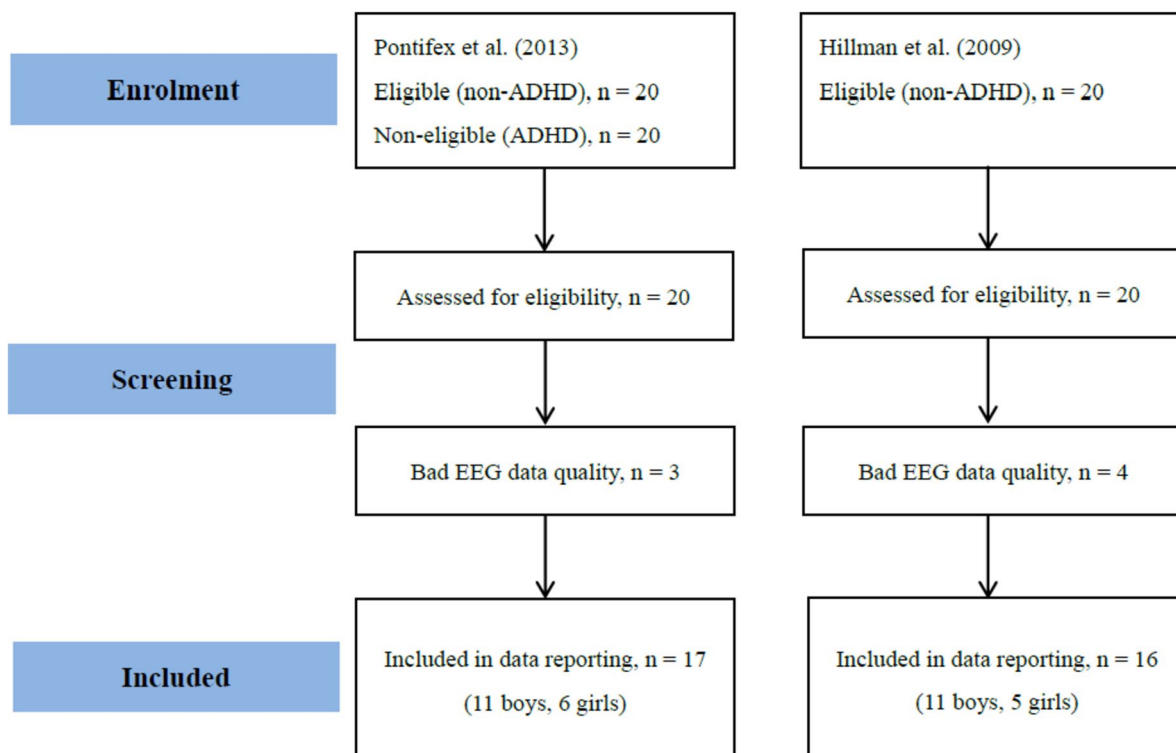 Enrolment
Pontifex et al. (2013)
Eligible (non-ADHD), n = 20
Non-eligible (ADHD), n = 20
Hillman et al. (2009)
Eligible (non-ADHD), n = 20
Screening
Assessed for eligibility, n = 20
Assessed for eligibility, n = 20
Bad EEG data quality, n = 3
Bad EEG data quality, n = 4
Included
Included in data reporting, n = 17
(11 boys, 6 girls)
Included in data reporting, n = 16
(11 boys, 5 girls)